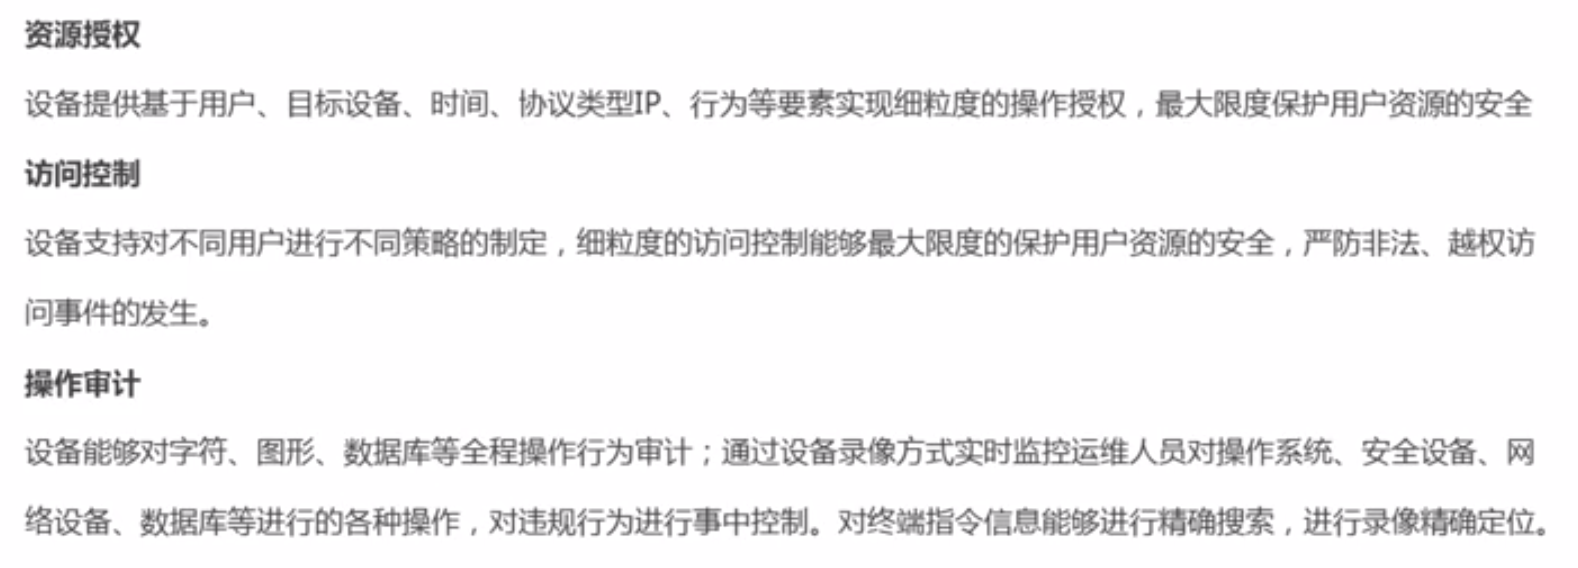 资源授权
设备提供基于用户、目标设备、时间、协议类型IP、行为等要素实现细粒度的操作授权，最大限度保护用户资源的安全
访问控制
设备支持对不同用户进行不同策略的制定，细粒度的访问控制能够最大限度的保护用户资源的安全，严防非法、越权访
问事件的发生。
操作审计
设备能够对字符、图形、数据库等全程操作行为审计；通过设备录像方式实时监控运维人员对操作系统、安全设备、网
络设备、数据库等进行的各种操作，对违规行为进行事中控制。对终端指令信息能够进行精确搜索，进行录像精确定位。